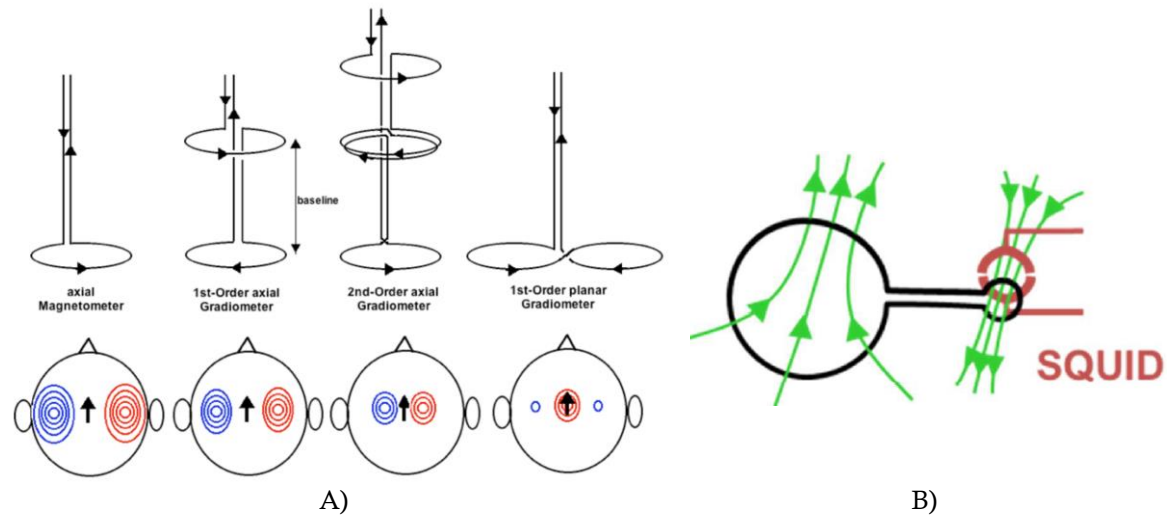 baseline
axial
Magnetometer
1st-Order axial
Gradiometer
2nd-Order axial
Gradiometer
1st-Order planar
Gradiometer
SQUID
A)
B)